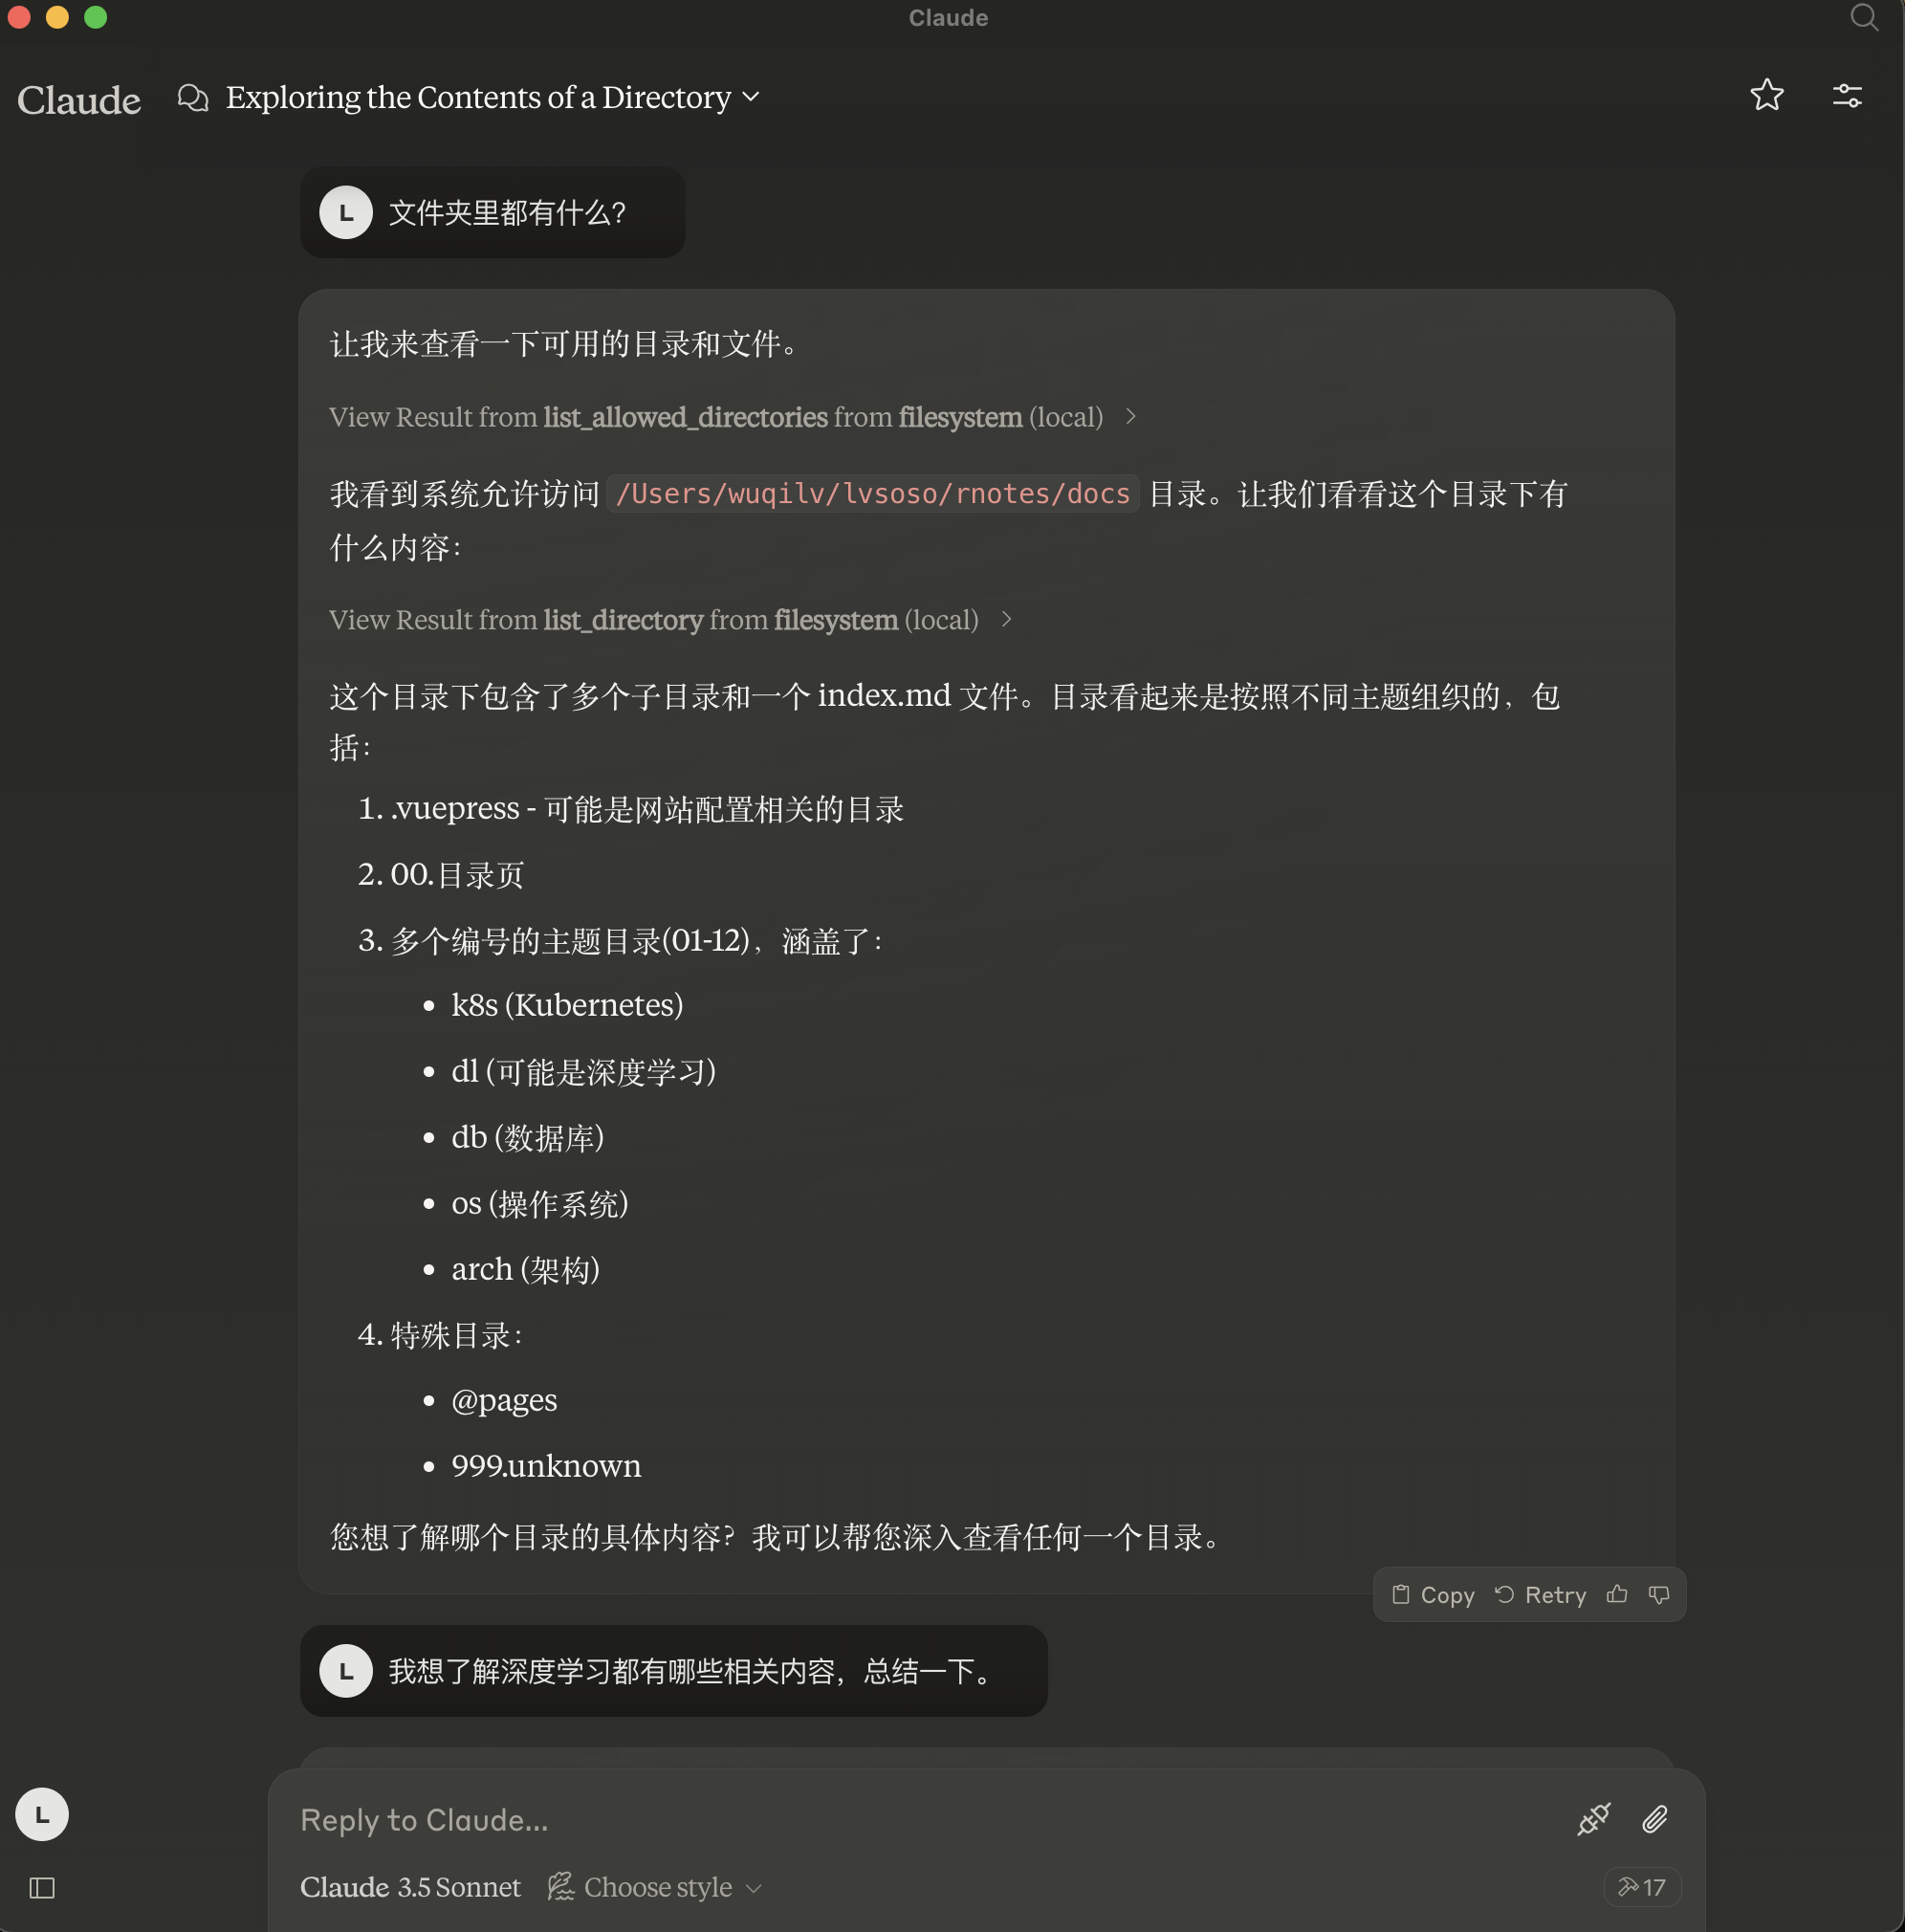 Claude
Claude
Exploring the Contents of a Directory
L
文件夹里都有什么?
让我来查看一下可用的目录和文件。
View Result from list_allowed_directories from filesystem (local)
我看到系统允许访问 /Users/wuqilv/lvsoso/rnotes/docs 目录。让我们看看这个目录下有
什么内容：
View Result from list_directory from filesystem (local)
这个目录下包含了多个子目录和一个 index.md 文件。目录看起来是按照不同主题组织的，包
括：
1. .vuepress - 可能是网站配置相关的目录
2. 00.目录页
3. 多个编号的主题目录(01-12)，涵盖了：
• k8s (Kubernetes)
• dl (可能是深度学习)
• db (数据库)
• os (操作系统)
• arch (架构)
4. 特殊目录：
• @pages
• 999.unknown
您想了解哪个目录的具体内容？我可以帮您深入查看任何一个目录。
Copy Retry
L
我想了解深度学习都有哪些相关内容，总结一下。
L
Reply to Claude...
Claude 3.5 Sonnet Choose style 17